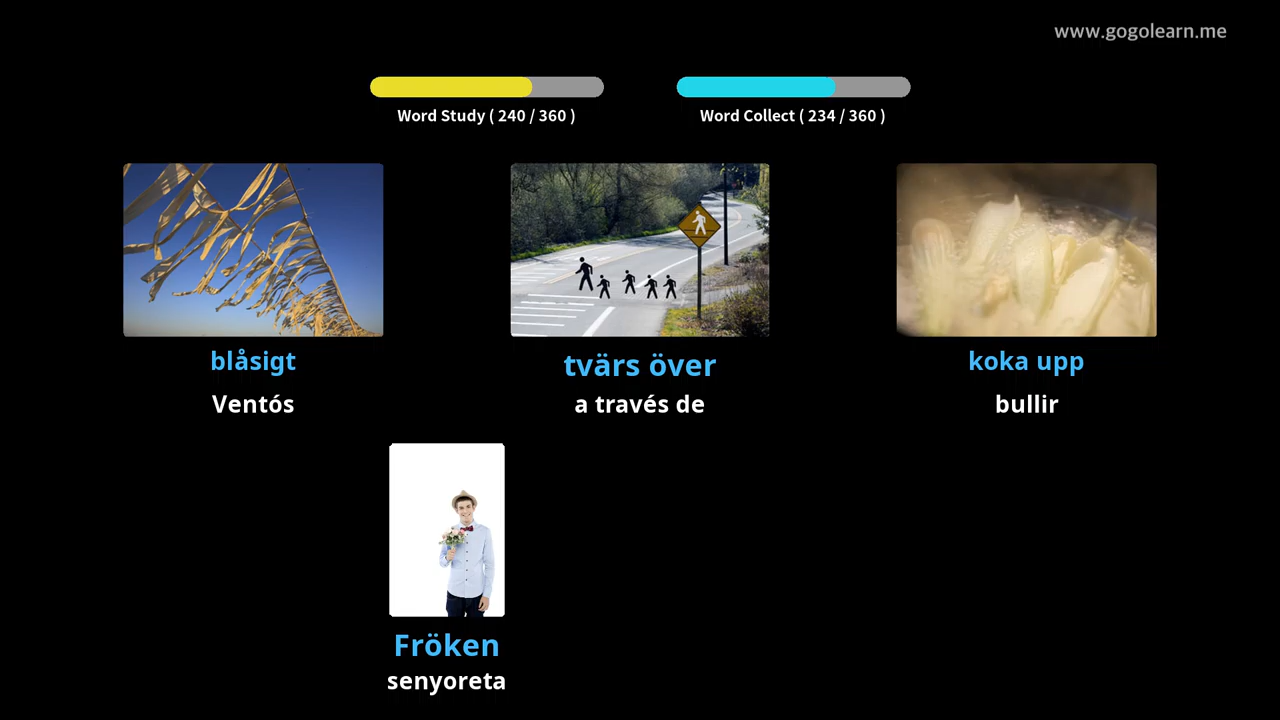 www.gogolearn.me
Word Study ( 240 / 360 )
Word Collect ( 234 / 360 )
blåsigt
tvärs över
koka upp
Ventós
a través de
bullir
Fröken
senyoreta